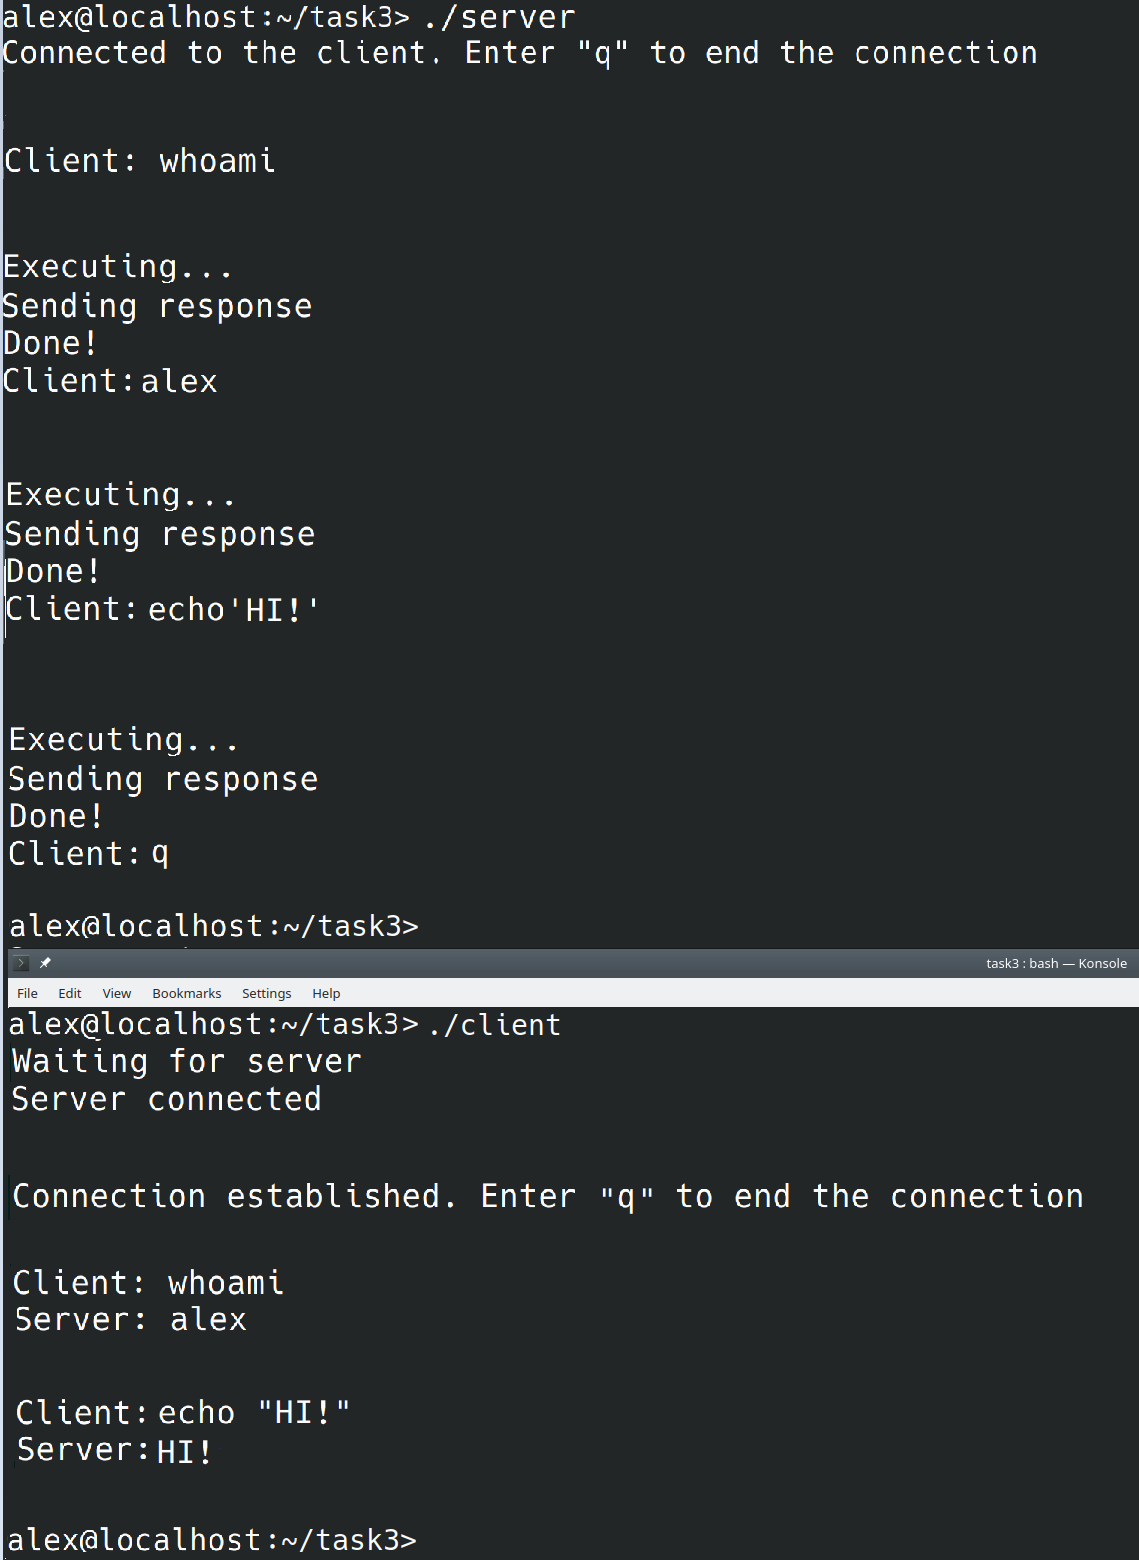 alex@localhost:~/task3> ./server
Connected to the client. Enter "q" to end the connection
Client: whoami
Executing...
Sending response
Done!
Client: alex
Executing...
Sending response
Done!
Client: echo'HI!'
Executing...
Sending response
Done!
Client: q
alex@localhost:~/task3>
task3 : bash — Konsole
File Edit View Bookmarks Settings Help
alex@localhost:~/task3> ./client
Waiting for server
Server connected
Connection established. Enter "q" to end the connection
Client: whoami
Server: alex
Client: echo "HI!"
Server: HI!
alex@localhost:~/task3>